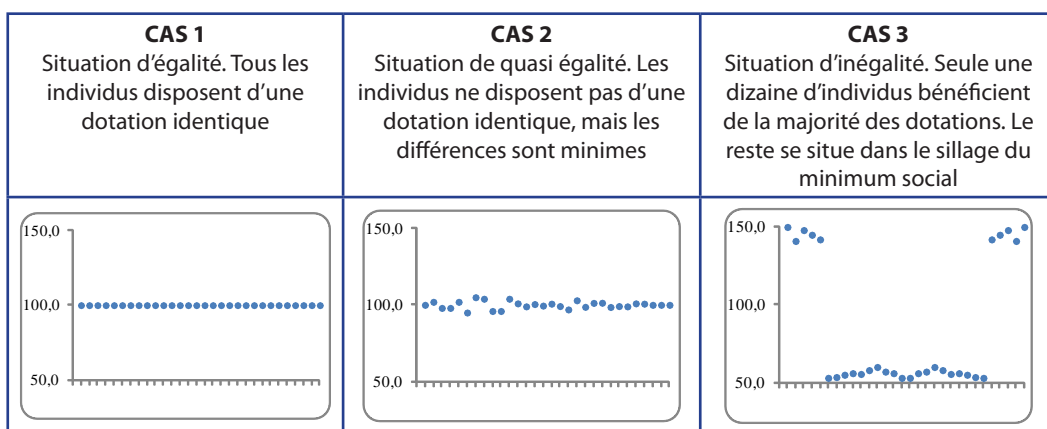 CAS 1
Situation d’égalité. Tous les
individus disposent d’une
dotation identique
CAS 2
Situation de quasi égalité. Les
individus ne disposent pas d’une
dotation identique, mais les
différences sont minimes
CAS 3
Situation d’inégalité. Seule une
dizaine d’individus bénéficient
de la majorité des dotations. Le
reste se situe dans le sillage du
minimum social
150,0
100,0
50,0
150,0
100,0
50,0
150,0
100,0
50,0